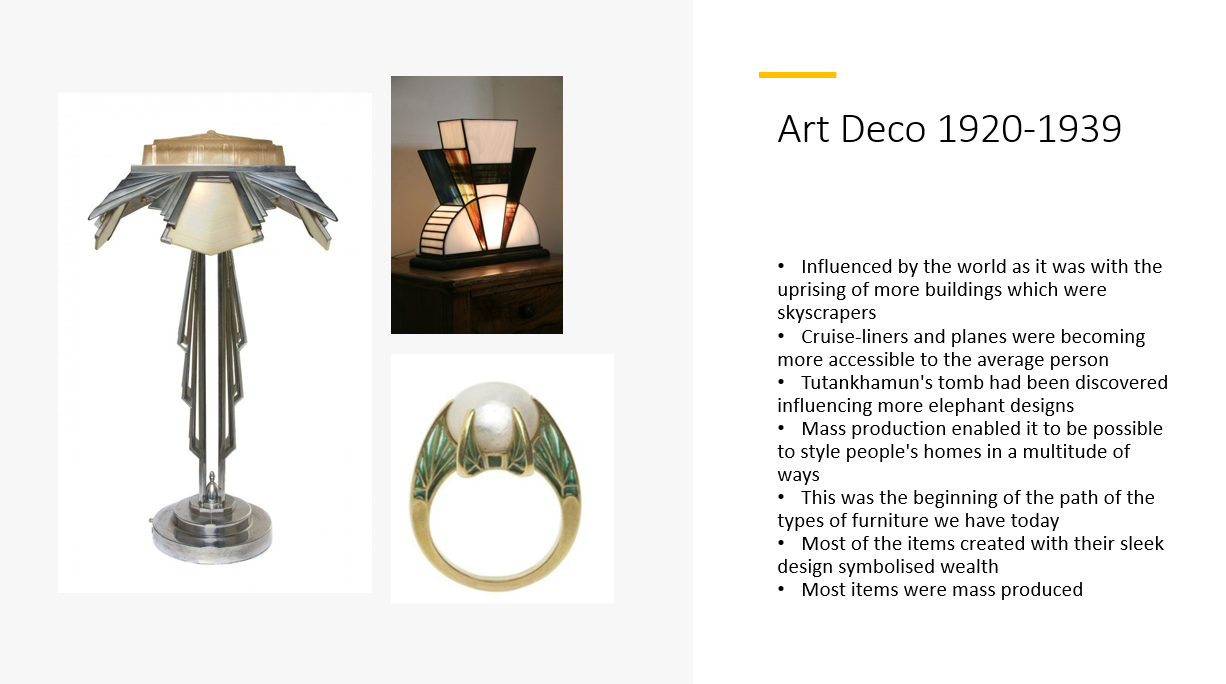 Art Deco 1920-1939
• Influenced by the world as it was with the
uprising of more buildings which were
skyscrapers
• Cruise-liners and planes were becoming
more accessible to the average person
• Tutankhamun's tomb had been discovered
influencing more elephant designs
• Mass production enabled it to be possible
to style people's homes in a multitude of
ways
• This was the beginning of the path of the
types of furniture we have today
• Most of the items created with their sleek
design symbolised wealth
• Most items were mass produced